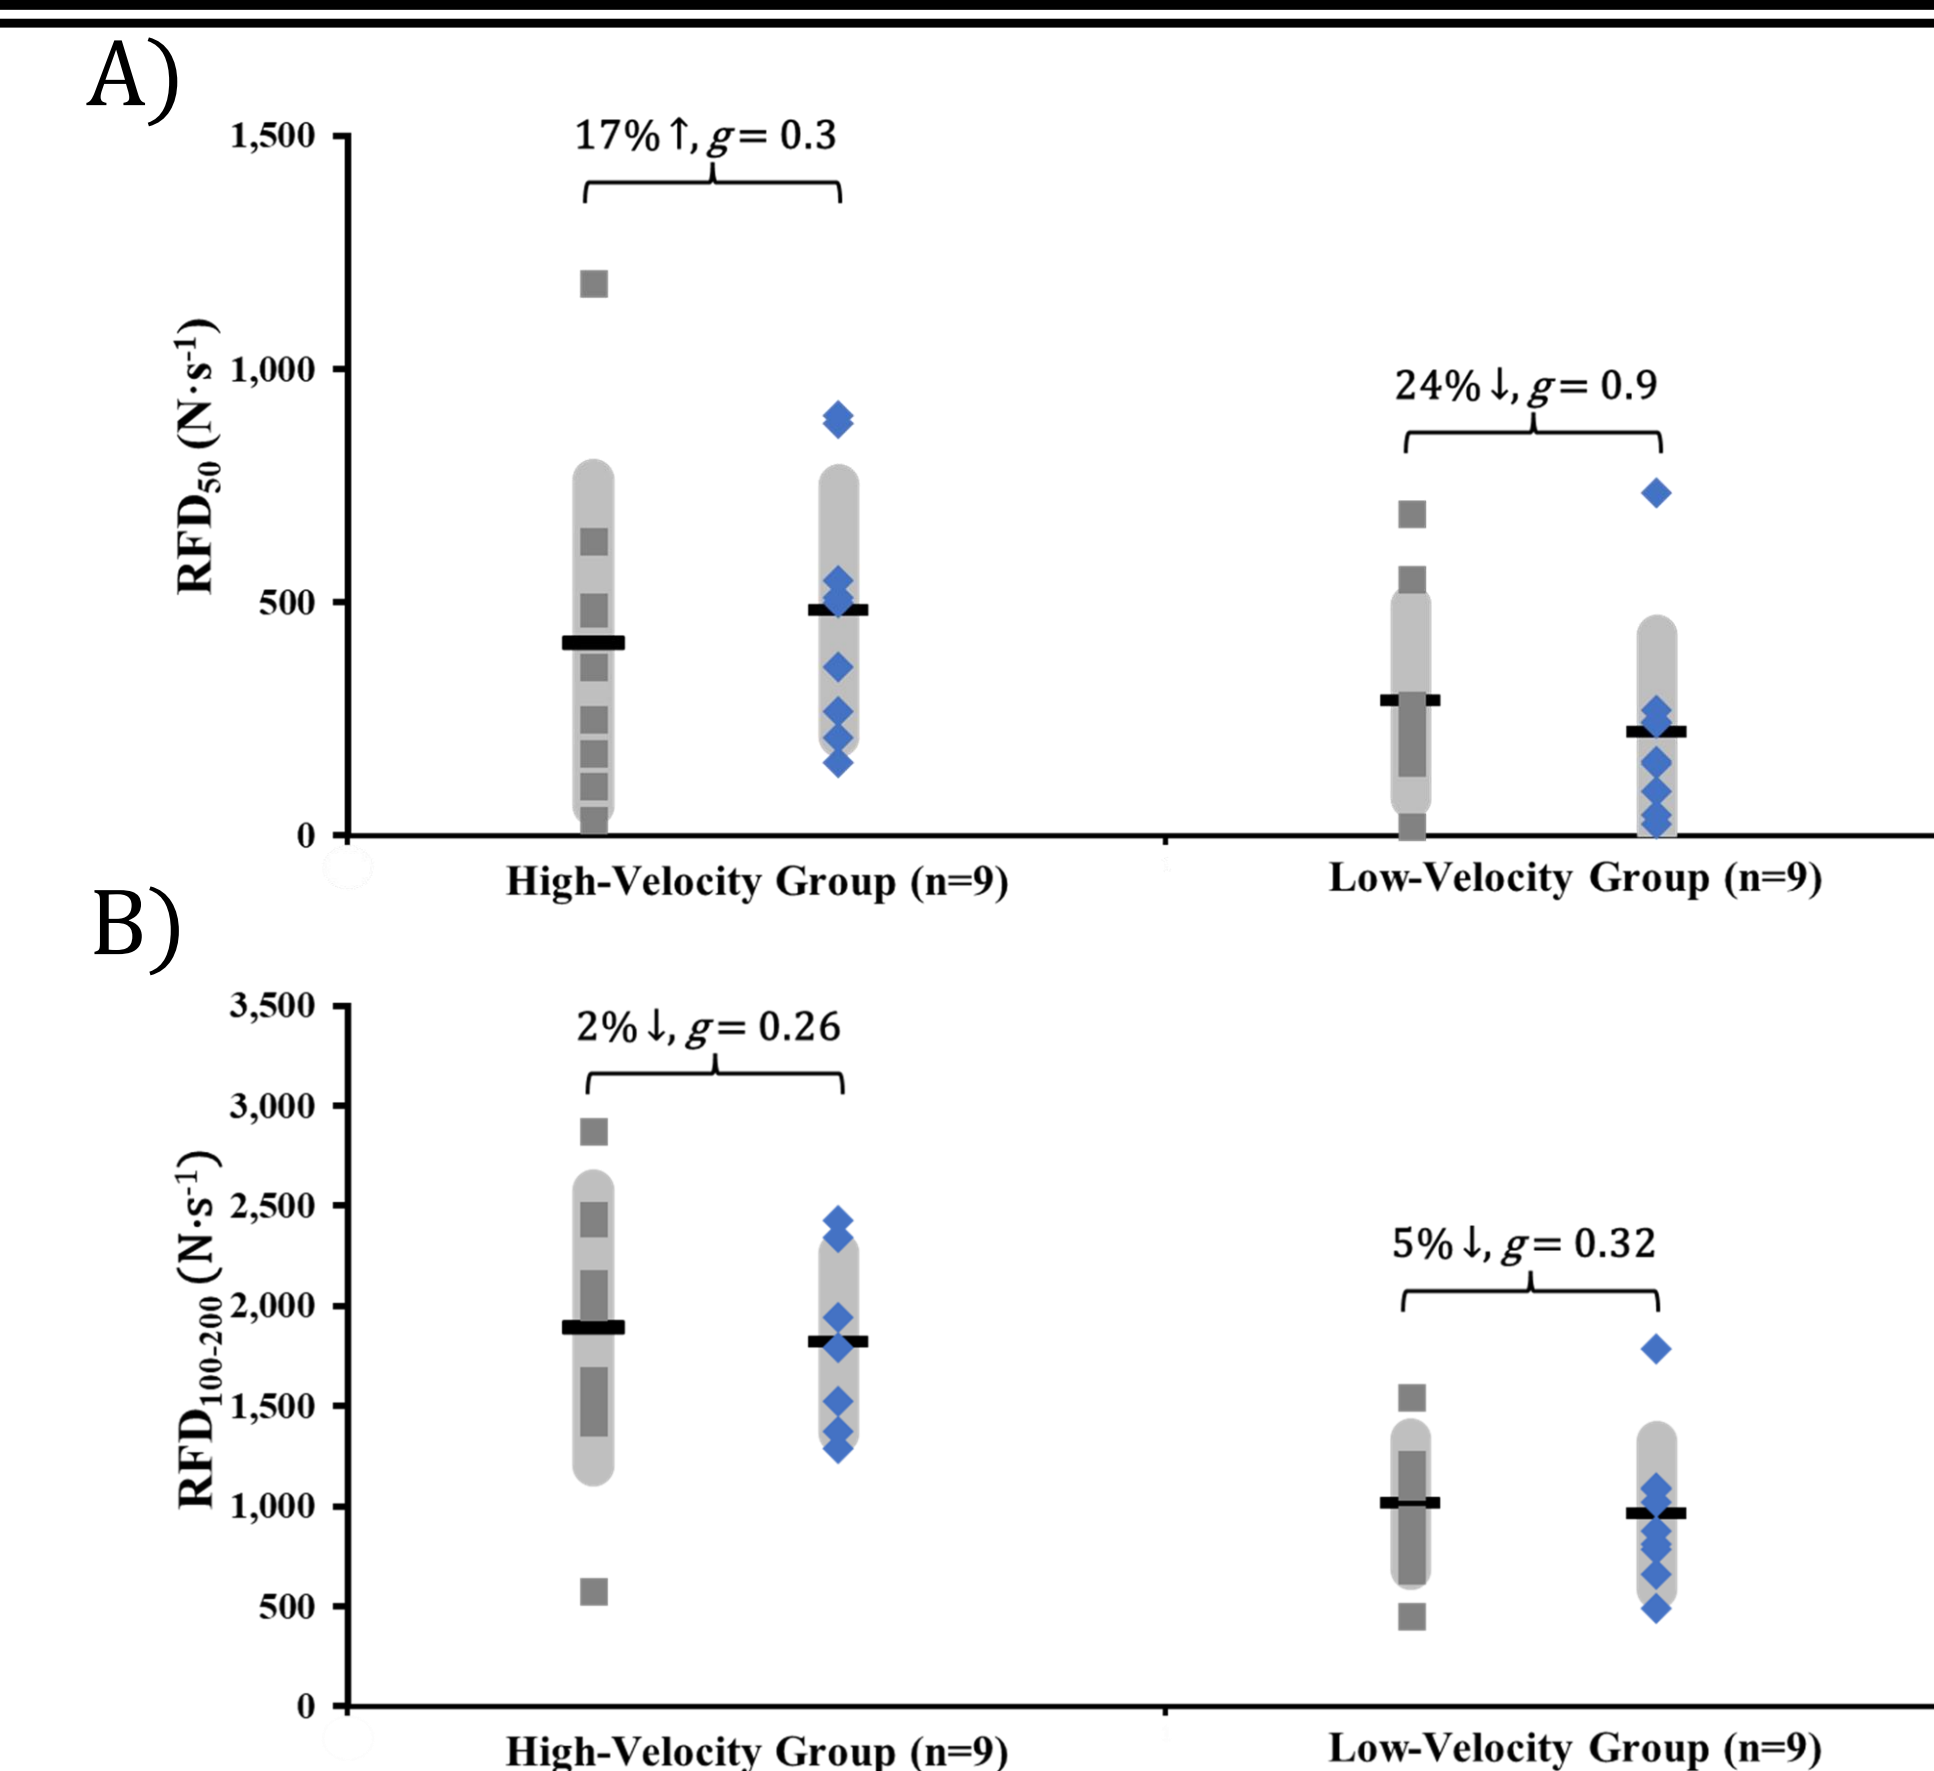 A)
1,500
17%↑, g= 0.3
1,000
24%↓, g= 0.9
RFD50 (N·s-1)
500
0
High-Velocity Group (n=9)
Low-Velocity Group (n=9)
B)
3,500
2%↓, g= 0.26
3,000
2,500
5%↓, g= 0.32
RFD100-200 (N·s-1)
2,000
1,500
1,000
500
0
High-Velocity Group (n=9)
Low-Velocity Group (n=9)